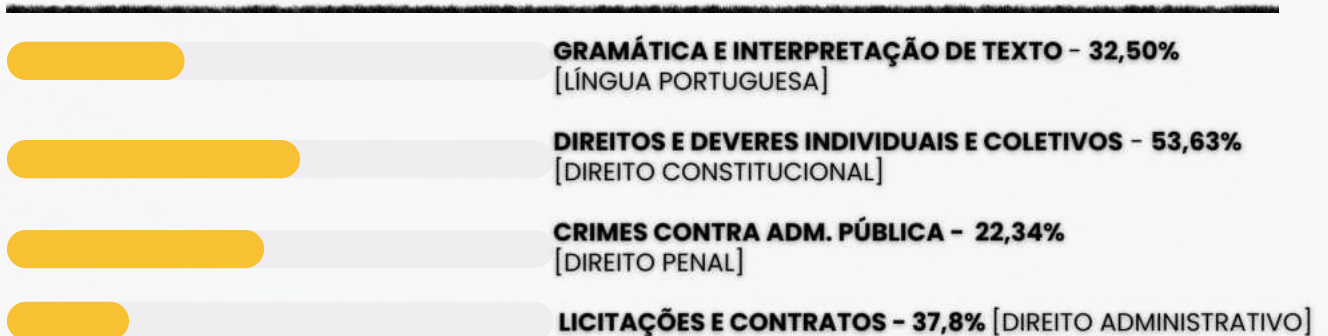 GRAMÁTICA E INTERPRETAÇÃO DE TEXTO - 32,50%
[LÍNGUA PORTUGUESA]
DIREITOS E DEVERES INDIVIDUAIS E COLETIVOS - 53,63%
[DIREITO CONSTITUCIONAL]
CRIMES CONTRA ADM. PÚBLICA - 22,34%
[DIREITO PENAL]
LICITAÇÕES E CONTRATOS - 37,8% [DIREITO ADMINISTRATIVO]